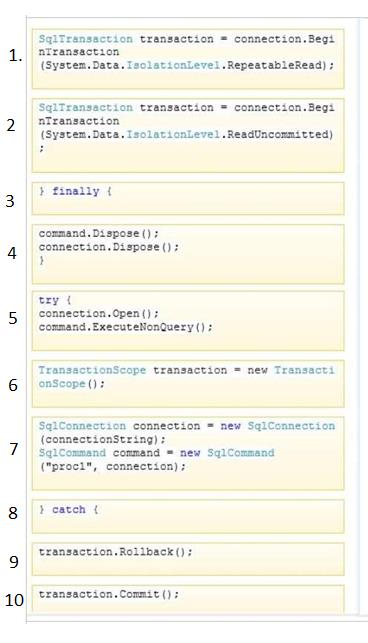 1.
SqlTransaction transaction = connection.Begi
nTransaction
(System.Data.IsolationLevel.RepeatableRead);
2
SqlTransaction transaction = connection.Begi
nTransaction
(System.Data.IsolationLevel.ReadUncommitted)
;
3
} finally {
4
command.Dispose();
connection.Dispose();
}
5
try {
connection.Open();
command.ExecuteNonQuery();
6
TransactionScope transaction = new Transacti
onScope();
7
SqlConnection connection = new SqlConnection
(connectionString);
SqlCommand command = new SqlCommand
("proc1", connection);
8
} catch {
9
transaction.Rollback();
10
transaction.Commit();